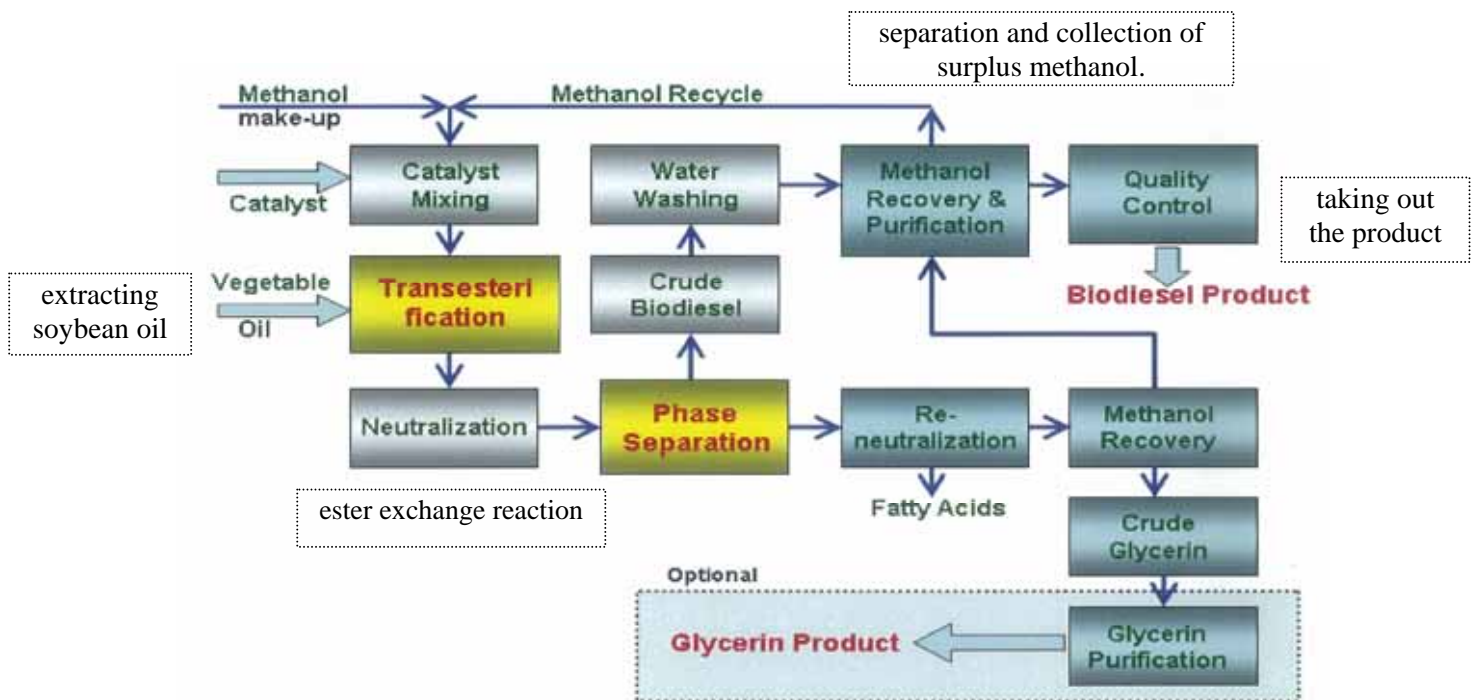 separation and collection of
surplus methanol.
Methanol
make-up
Methanol Recycle
Catalyst
Mixing
Catalyst
Water
Washing
Methanol
Recovery &
Purification
Quality
Control
taking out
the product
extracting
soybean oil
Vegetable
Oil
Transesteri
fication
Crude
Biodiesel
Biodiesel Product
Neutralization
Phase
Separation
Re-
neutralization
Methanol
Recovery
ester exchange reaction
Fatty Acids
Crude
Glycerin
Optional
Glycerin Product
Glycerin
Purification